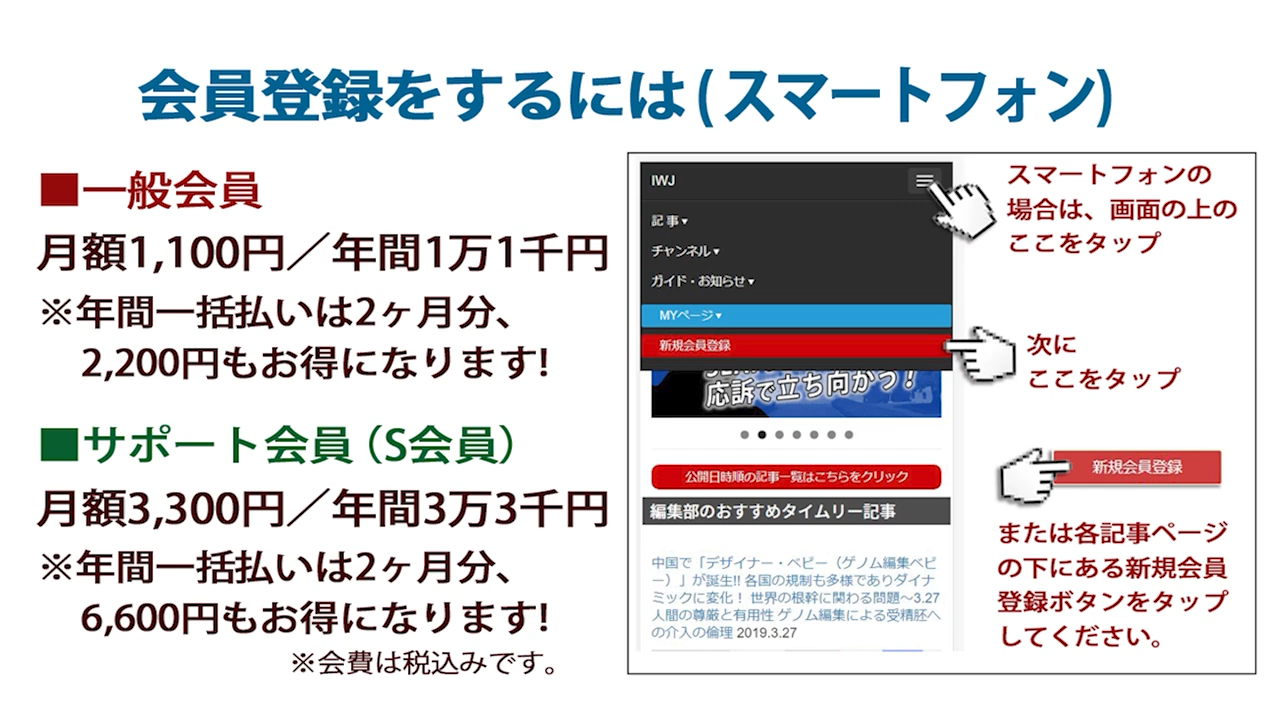 会員登録をするには(スマートフォン)
■一般会員
月額1,100円／年間1万1千円
※年間一括払いは2ヶ月分、
2,200円もお得になります!
■サポート会員（S会員）
月額3,300円／年間3万3千円
※年間一括払いは2ヶ月分、
6,600円もお得になります!
※会費は税込みです。
IWJ
記事▾
チャンネル▾
ガイド・お知らせ▾
MYページ▾
新規会員登録
応訴で立ち向かう！
公開日時順の記事一覧はこちらをクリック
編集部のおすすめタイムリー記事
中国で「デザイナー・ベビー（ゲノム編集ベビ
ー）」が誕生!! 各国の規制も多様でありダイナ
ミックに変化！ 世界の根幹に関わる問題～3.27
人間の尊厳と有用性 ゲノム編集による受精胚へ
の介入の倫理 2019.3.27
スマートフォンの
場合は、画面の上の
ここをタップ
次に
ここをタップ
新規会員登録
または各記事ページ
の下にある新規会員
登録ボタンをタップ
してください。